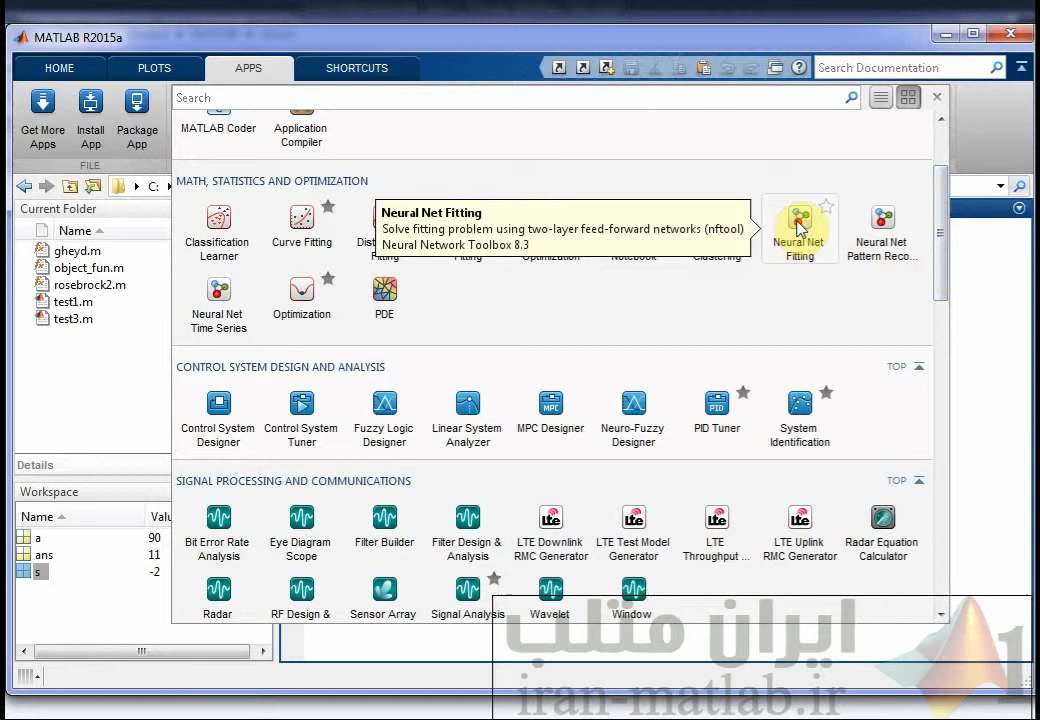 MATLAB R2015a
HOME
PLOTS
APPS
SHORTCUTS
Search Documentation
Get More
Apps
Install
App
Package
App
FILE
Search
MATLAB Coder
Application
Compiler
C:
MATH, STATISTICS AND OPTIMIZATION
Current Folder
Name
gheyd.m
object_fun.m
rosebrock2.m
test1.m
test3.m
Classification
Learner
Curve Fitting
Neural Net Fitting
Solve fitting problem using two-layer feed-forward networks (nftool)
Neural Network Toolbox 8.3
Neural Net
Fitting
Neural Net
Pattern Reco...
Neural Net
Time Series
Optimization
PDE
CONTROL SYSTEM DESIGN AND ANALYSIS
TOP
Control System
Designer
Control System
Tuner
Fuzzy Logic
Designer
Linear System
Analyzer
MPC
MPC Designer
Neuro-Fuzzy
Designer
PID
PID Tuner
System
Identification
Details
Workspace
Name
Valu
a 90
ans 11
s -2
SIGNAL PROCESSING AND COMMUNICATIONS
TOP
Bit Error Rate
Analysis
Eye Diagram
Scope
Filter Builder
Filter Design &
Analysis
LTE Downlink
RMC Generator
LTE Test Model
Generator
LTE
Throughput ...
LTE Uplink
RMC Generator
Radar Equation
Calculator
Radar
RF Design &
Sensor Array
Signal Analysis
Wavelet
Window
ایران متلب
iran-matlab.ir
1